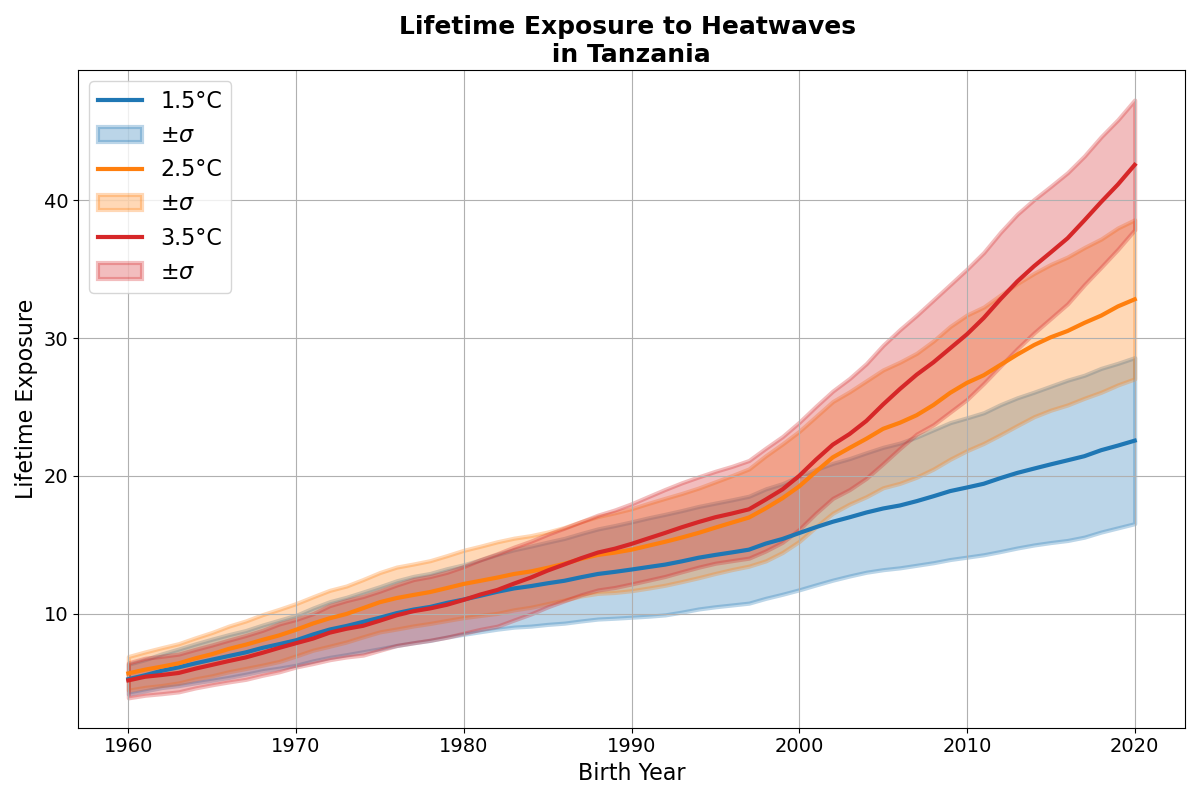 Lifetime Exposure to Heatwaves
in Tanzania
1.5°C
±σ
2.5°C
±σ
3.5°C
±σ
Lifetime Exposure
40
30
20
10
1960 1970 1980 1990 2000 2010 2020
Birth Year